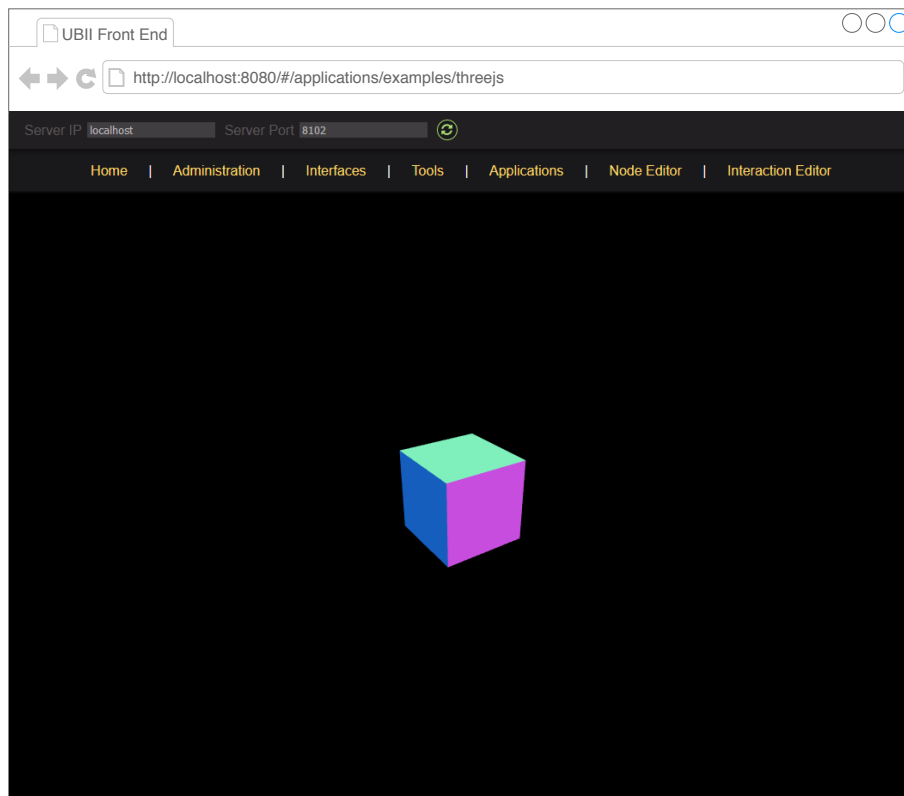 UBII Front End
http://localhost:8080/#/applications/examples/threejs
Server IP localhost Server Port 8102
Home | Administration | Interfaces | Tools | Applications | Node Editor | Interaction Editor